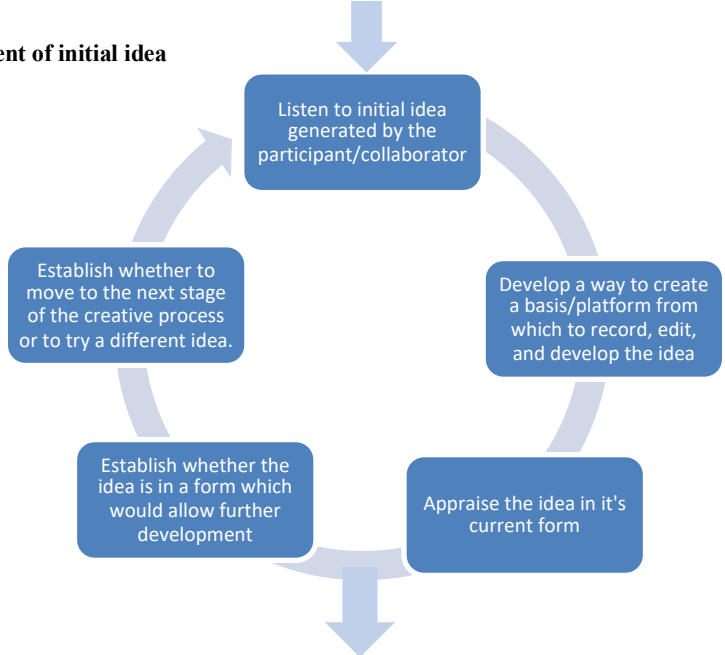 ent of initial idea
Listen to initial idea
generated by the
participant/collaborator
Develop a way to create
a basis/platform from
which to record, edit,
and develop the idea
Appraise the idea in it's
current form
Establish whether the
idea is in a form which
would allow further
development
Establish whether to
move to the next stage
of the creative process
or to try a different idea.